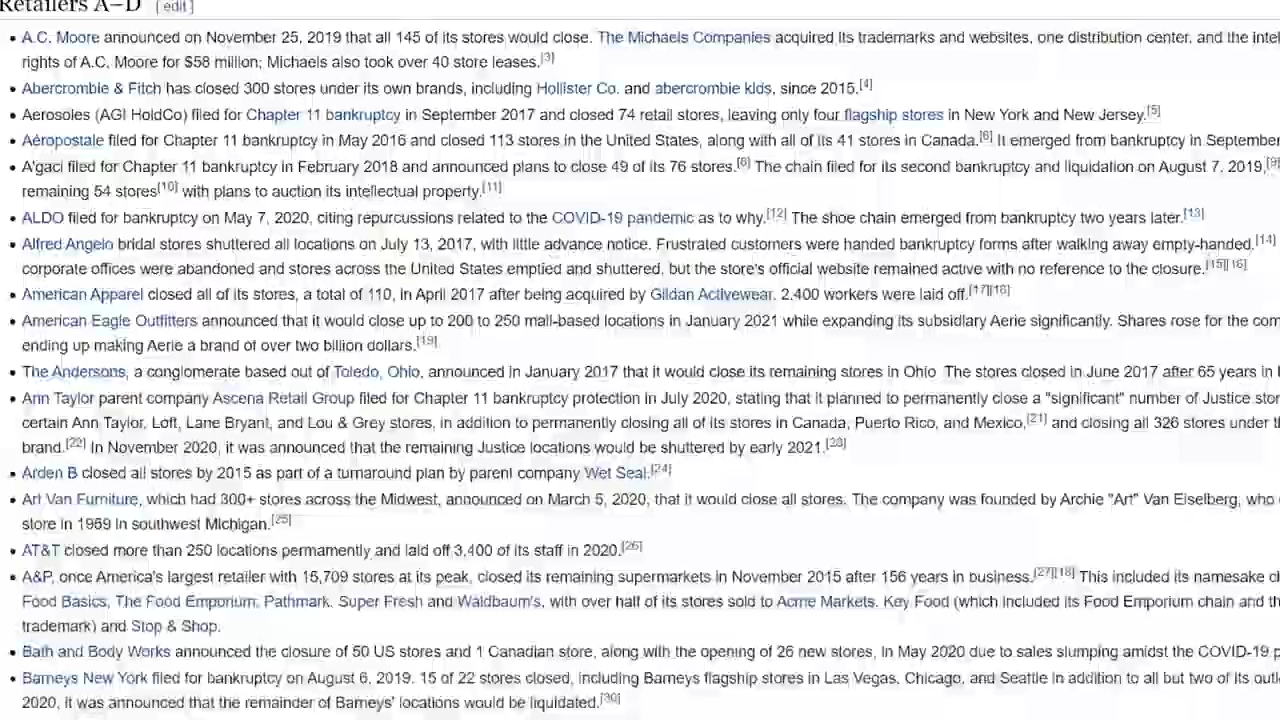 Retailers A–D [edit]
• A.C. Moore announced on November 25, 2019 that all 145 of its stores would close. The Michaels Companies acquired its trademarks and websites, one distribution center, and the intel
rights of A.C. Moore for $58 million; Michaels also took over 40 store leases.[3]
• Abercrombie & Fitch has closed 300 stores under its own brands, including Hollister Co. and abercrombie kids, since 2015.[4]
• Aerosoles (AGI HoldCo) filed for Chapter 11 bankruptcy in September 2017 and closed 74 retail stores, leaving only four flagship stores in New York and New Jersey.[5]
• Aéropostale filed for Chapter 11 bankruptcy in May 2016 and closed 113 stores in the United States, along with all of its 41 stores in Canada.[6] It emerged from bankruptcy in September
• A'gaci filed for Chapter 11 bankruptcy in February 2018 and announced plans to close 49 of its 76 stores.[8] The chain filed for its second bankruptcy and liquidation on August 7, 2019,[9]
remaining 54 stores[10] with plans to auction its intellectual property.[11]
• ALDO filed for bankruptcy on May 7, 2020, citing repurcussions related to the COVID-19 pandemic as to why.[12] The shoe chain emerged from bankruptcy two years later.[13]
• Alfred Angelo bridal stores shuttered all locations on July 13, 2017, with little advance notice. Frustrated customers were handed bankruptcy forms after walking away empty-handed.[14]
corporate offices were abandoned and stores across the United States emptied and shuttered, but the store's official website remained active with no reference to the closure.[15][16]
• American Apparel closed all of its stores, a total of 110, in April 2017 after being acquired by Gildan Activewear. 2,400 workers were laid off.[17][18]
• American Eagle Outfitters announced that it would close up to 200 to 250 mall-based locations in January 2021 while expanding its subsidiary Aerie significantly. Shares rose for the com
ending up making Aerie a brand of over two billion dollars.[19]
• The Andersons, a conglomerate based out of Toledo, Ohio, announced in January 2017 that it would close its remaining stores in Ohio The stores closed in June 2017 after 65 years in
• Ann Taylor parent company Ascena Retail Group filed for Chapter 11 bankruptcy protection in July 2020, stating that it planned to permanently close a "significant" number of Justice stor
certain Ann Taylor, Loft, Lane Bryant, and Lou & Grey stores, in addition to permanently closing all of its stores in Canada, Puerto Rico, and Mexico,[21] and closing all 326 stores under t
brand.[22] In November 2020, it was announced that the remaining Justice locations would be shuttered by early 2021.[23]
• Arden B closed all stores by 2015 as part of a turnaround plan by parent company Wet Seal.[24]
• Art Van Furniture, which had 300+ stores across the Midwest, announced on March 5, 2020, that it would close all stores. The company was founded by Archie "Art" Van Elselberg, who
store in 1959 in southwest Michigan.[25]
• AT&T closed more than 250 locations permamently and laid off 3,400 of its staff in 2020.[26]
• A&P, once America's largest retailer with 15,709 stores at its peak, closed its remaining supermarkets in November 2015 after 156 years in business.[27][18] This included its namesake c
Food Basics, The Food Emporium, Pathmark, Super Fresh and Waldbaum's, with over half of its stores sold to Acme Markets, Key Food (which included its Food Emporium chain and th
trademark) and Stop & Shop.
• Bath and Body Works announced the closure of 50 US stores and 1 Canadian store, along with the opening of 26 new stores, in May 2020 due to sales slumping amidst the COVID-19 p
• Barneys New York filed for bankruptcy on August 6, 2019. 15 of 22 stores closed, including Barneys flagship stores in Las Vegas, Chicago, and Seattle in addition to all but two of its outl
2020, it was announced that the remainder of Barneys' locations would be liquidated.[30]